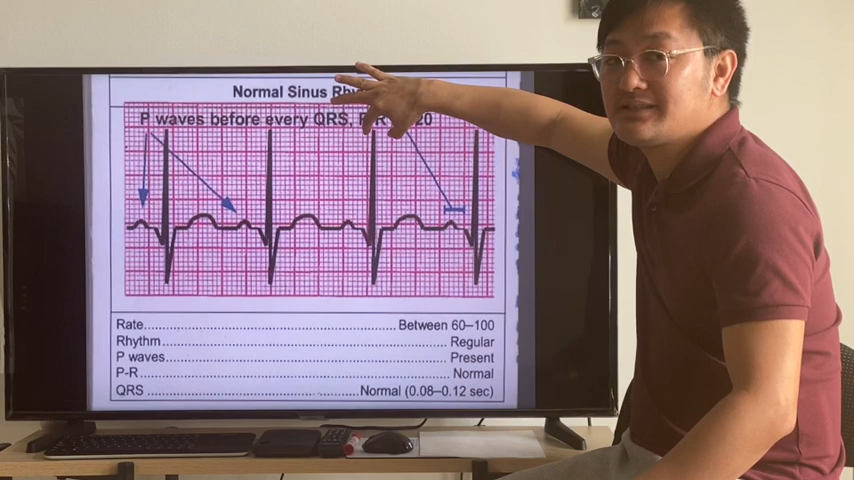 Normal Sinus
P waves before every QRS,
20
Rate Between 60–100
Rhythm Regular
P waves Present
P-R Normal
QRS Normal (0.08–0.12 sec)